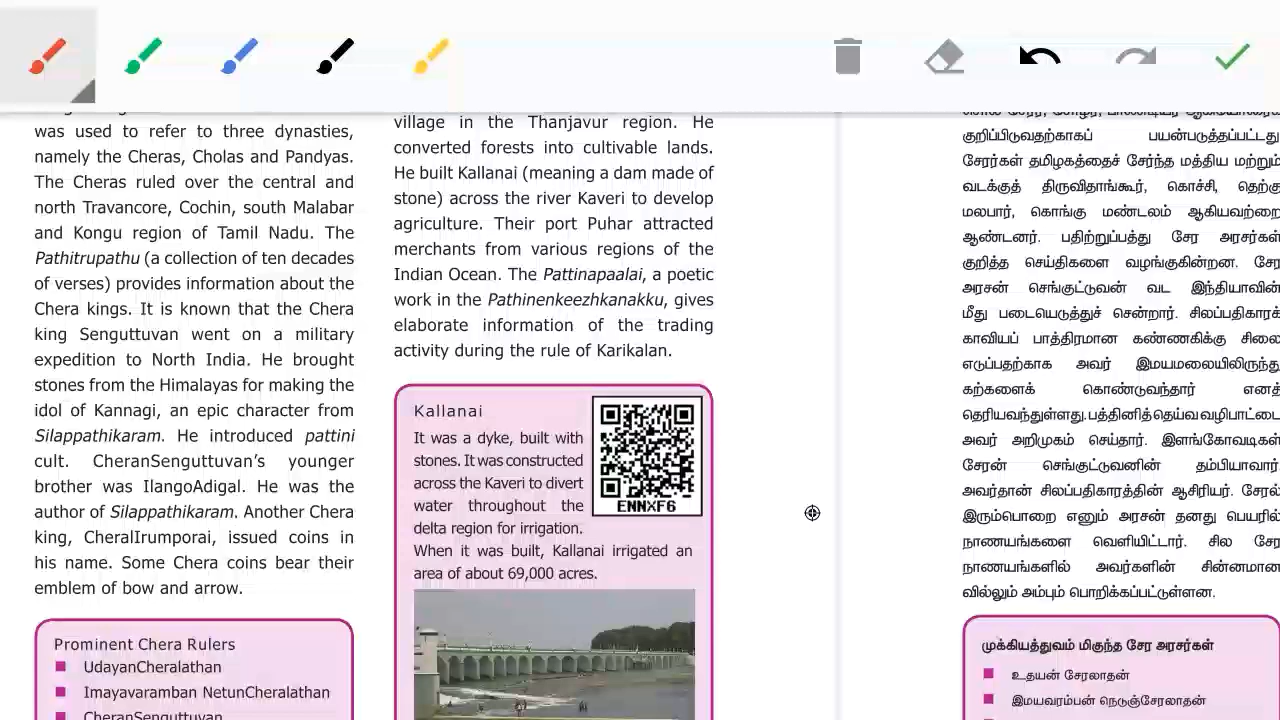 was used to refer to three dynasties,
namely the Cheras, Cholas and Pandyas.
The Cheras ruled over the central and
north Travancore, Cochin, south Malabar
and Kongu region of Tamil Nadu. The
Pathitrupathu (a collection of ten decades
of verses) provides information about the
Chera kings. It is known that the Chera
king Senguttuvan went on a military
expedition to North India. He brought
stones from the Himalayas for making the
idol of Kannagi, an epic character from
Silappathikaram. He introduced pattini
cult. CheranSenguttuvan’s younger
brother was IlangoAdigal. He was the
author of Silappathikaram. Another Chera
king, CheralIrumporai, issued coins in
his name. Some Chera coins bear their
emblem of bow and arrow.
Prominent Chera Rulers
UdayanCheralathan
Imayavaramban NetunCheralathan
CheranSenguttuvan
village in the Thanjavur region. He
converted forests into cultivable lands.
He built Kallanai (meaning a dam made of
stone) across the river Kaveri to develop
agriculture. Their port Puhar attracted
merchants from various regions of the
Indian Ocean. The Pattinapaalai, a poetic
work in the Pathinenkeezhkanakku, gives
elaborate information of the trading
activity during the rule of Karikalan.
Kallanai
It was a dyke, built with
stones. It was constructed
across the Kaveri to divert
water throughout the
delta region for irrigation.
When it was built, Kallanai irrigated an
area of about 69,000 acres.
ENNXF6
குறிப்பிடுவதற்காகப் பயன்படுத்தப்பட்டது
சேரர்கள் தமிழகத்தைச் சேர்ந்த மத்திய மற்றும்
வடக்குத் திருவிதாங்கூர், கொச்சி, தெற்கு
மலபார், கொங்கு மண்டலம் ஆகியவற்றை
ஆண்டனர். பதிற்றுப்பத்து சேர அரசர்கள்
குறித்த செய்திகளை வழங்குகின்றன. சேர
அரசன் செங்குட்டுவன் வட இந்தியாவின்
மீது படையெடுத்துச் சென்றார். சிலப்பதிகாரக்
காவியப் பாத்திரமான கண்ணகிக்கு சிலை
எடுப்பதற்காக அவர் இமயமலையிலிருந்து
கற்களைக் கொண்டுவந்தார் எனத்
தெரியவந்துள்ளது. பத்தினித் தெய்வ வழிபாட்டை
அவர் அறிமுகம் செய்தார். இளங்கோவடிகள்
சேரன் செங்குட்டுவனின் தம்பியாவார்.
அவர்தான் சிலப்பதிகாரத்தின் ஆசிரியர். சேரல்
இரும்பொறை எனும் அரசன் தனது பெயரில்
நாணயங்களை வெளியிட்டார். சில சேர
நாணயங்களில் அவர்களின் சின்னமான
வில்லும் அம்பும் பொறிக்கப்பட்டுள்ளன.
முக்கியத்துவம் மிகுந்த சேர அரசர்கள்
உதயன் சேரலாதன்
இமயவரம்பன் நெடுஞ்சேரலாதன்